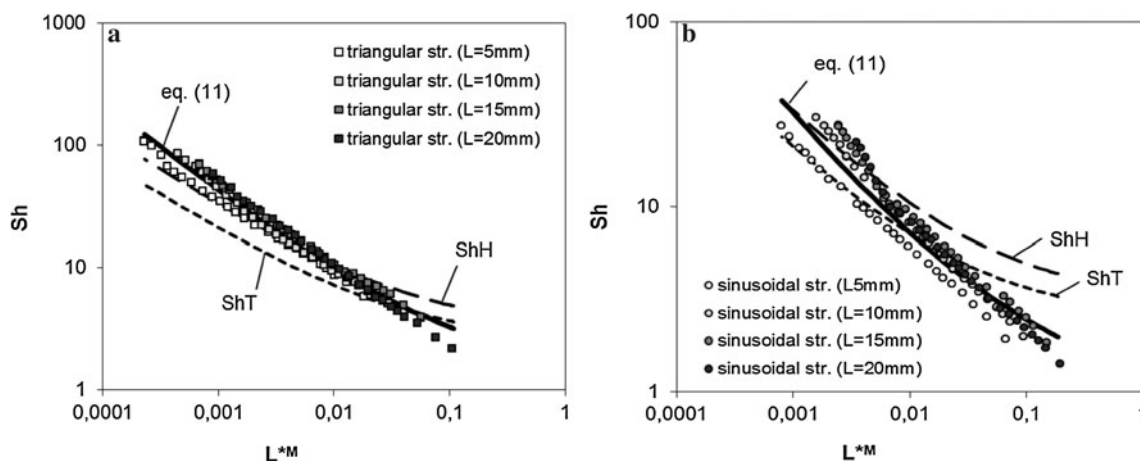 a
1000
100
10
1
Sh
0,0001
0,001
0,01
0,1
1
L*M
eq. (11)
ShT
ShH
triangular str. (L=5mm)
triangular str. (L=10mm)
triangular str. (L=15mm)
triangular str. (L=20mm)
b
100
10
1
Sh
0,0001
0,001
0,01
0,1
1
L*M
eq. (11)
ShH
ShT
sinusoidal str. (L5mm)
sinusoidal str. (L=10mm)
sinusoidal str. (L=15mm)
sinusoidal str. (L=20mm)